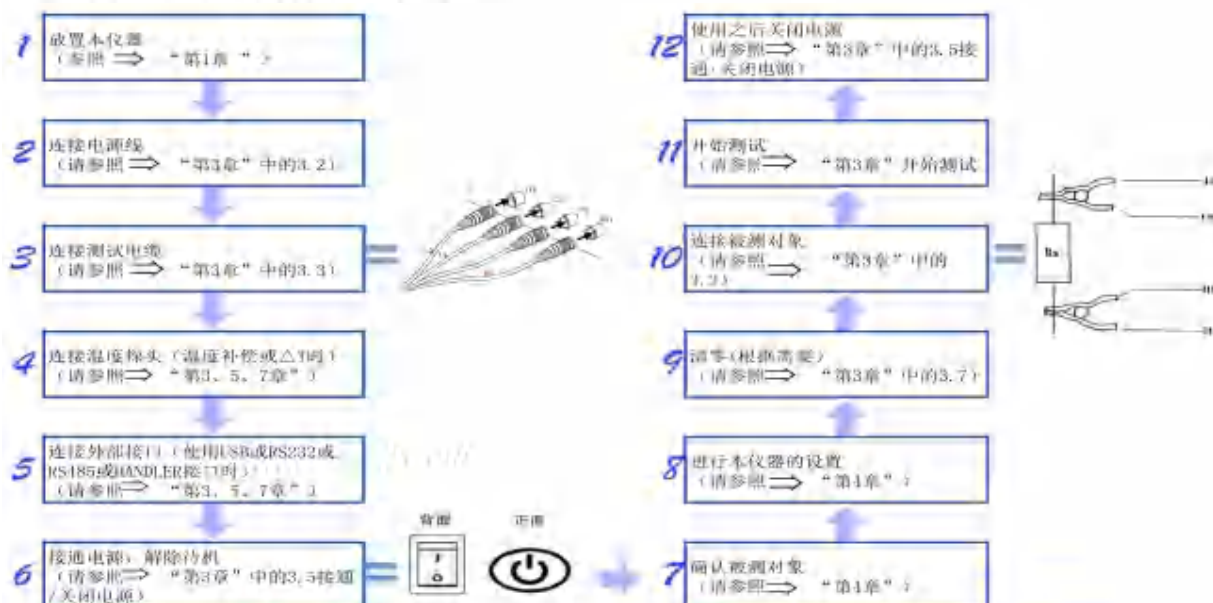 1
放置本仪器
（参照 ⇒ “第1章 ”）
2
连接电源线
（请参照 ⇒ “第3章”中的3.2）
3
连接测试电缆
（请参照 ⇒ “第3章”中的3.3）
4
连接温度探头（温度补偿或△T时）
（请参照⇒ “第3、5、7章”）
5
连接外部接口（使用USB或RS232或
RS485或HANDLER接口时）
（请参照⇒ “第3、5、7章”）
6
接通电源，解除待机
（请参照⇒ “第3章”中的3.5接通
/关闭电源）
背面
正面
7
确认被测对象
（请参照⇒ “第4章”）
8
进行本仪器的设置
（请参照⇒ “第4章”）
9
清零（根据需要）
（请参照⇒ “第3章”中的3.7）
10
连接被测对象
（请参照 ⇒ “第3章”中的
3.3）
Rx
11
开始测试
（请参照⇒ “第3章”开始测试
12
使用之后关闭电源
（请参照⇒ “第3章”中的3.5接
通/关闭电源）